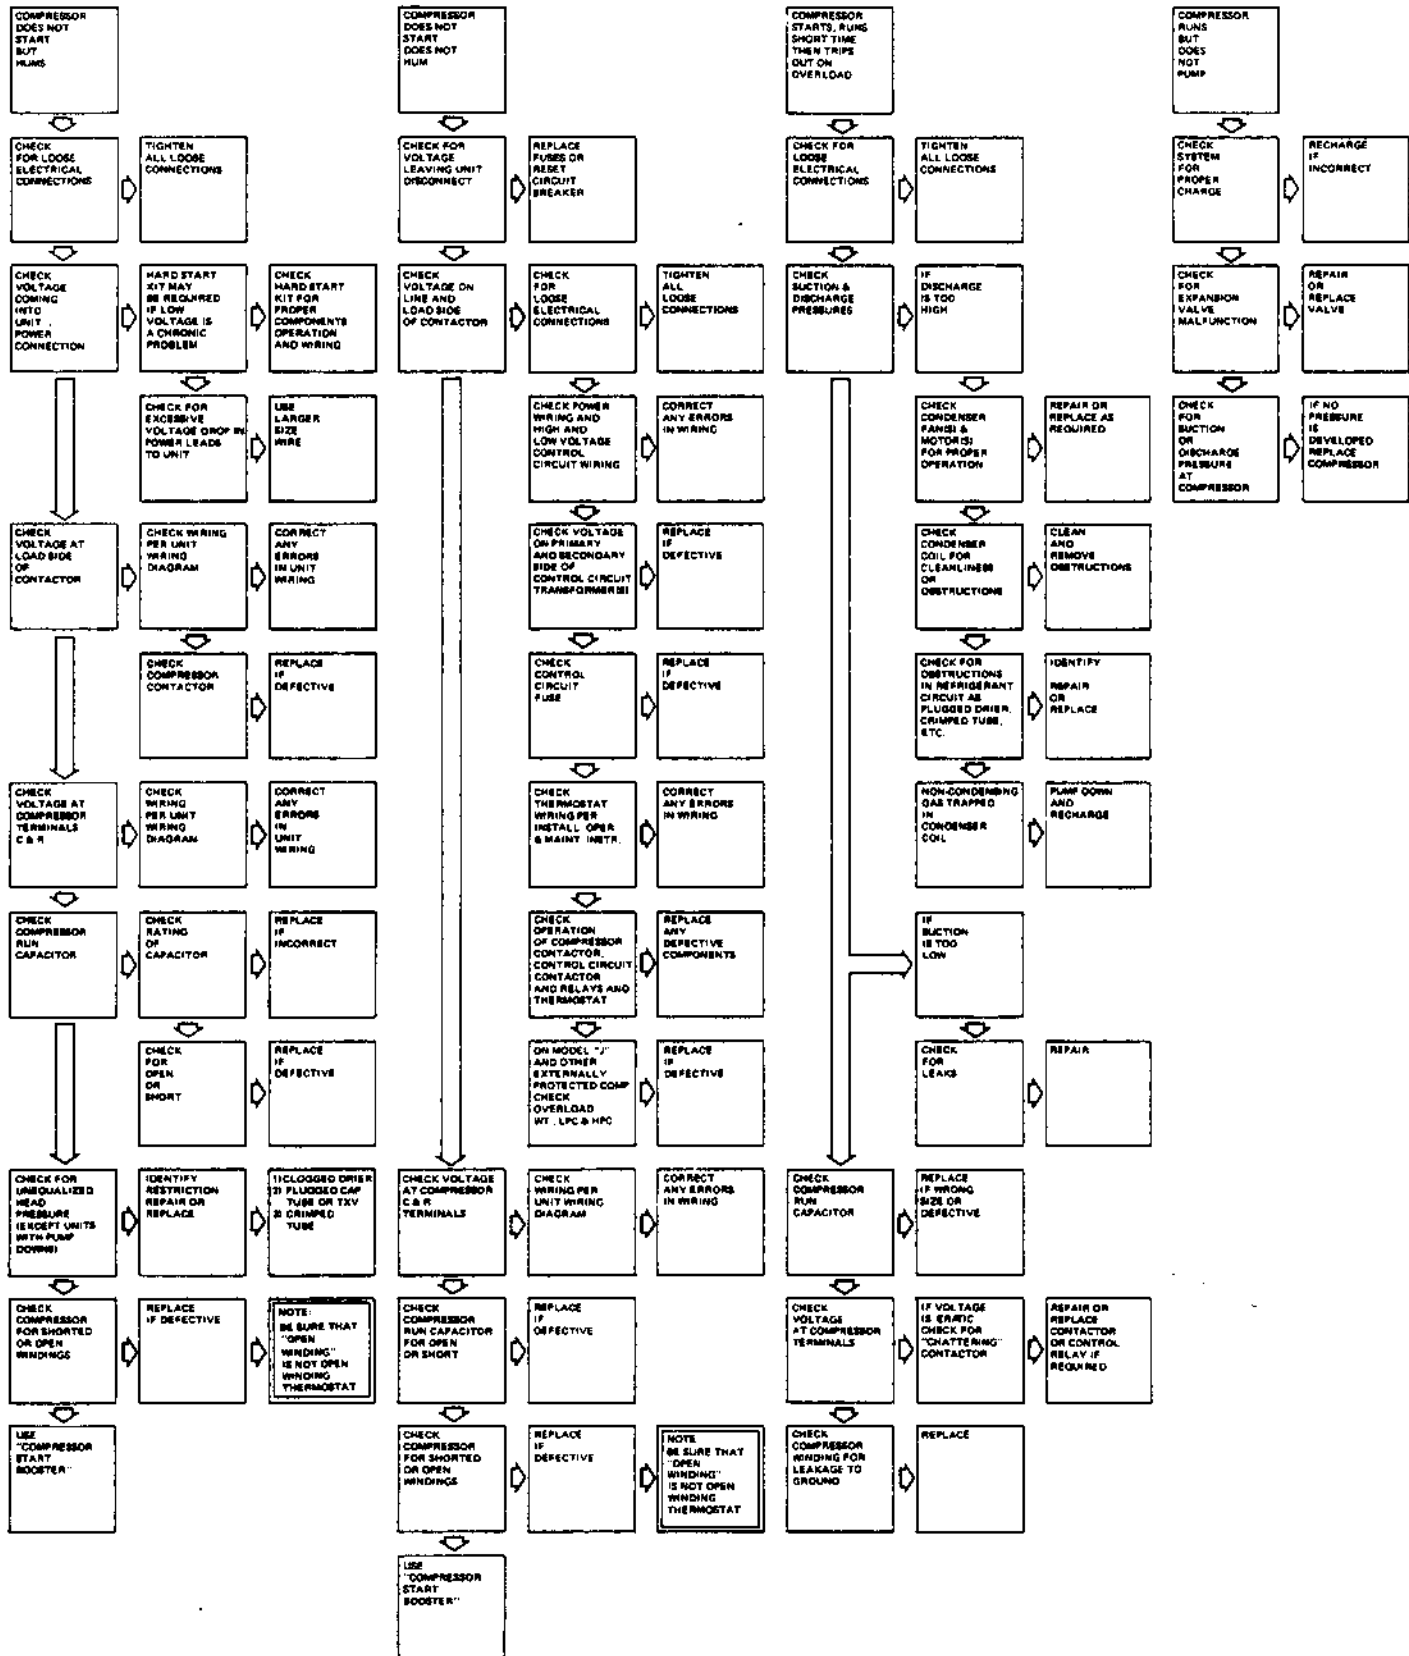 COMPRESSOR
DOES NOT
START
BUT
HUMS
CHECK
FOR LOOSE
ELECTRICAL
CONNECTIONS
TIGHTEN
ALL LOOSE
CONNECTIONS
CHECK
VOLTAGE
COMING
INTO
UNIT,
POWER
CONNECTION
HARD START
KIT MAY
BE REQUIRED
IF LOW
VOLTAGE IS
A CHRONIC
PROBLEM
CHECK
HARD START
KIT FOR
PROPER
COMPONENTS
OPERATION
AND WIRING
CHECK FOR
EXCESSIVE
VOLTAGE DROP IN
POWER LEADS
TO UNIT
USE
LARGER
SIZE
WIRE
CHECK
VOLTAGE AT
LOAD SIDE
OF
CONTACTOR
CHECK WIRING
PER UNIT
WIRING
DIAGRAM
CORRECT
ANY
ERRORS
IN UNIT
WIRING
CHECK
COMPRESSOR
CONTACTOR
REPLACE
IF
DEFECTIVE
CHECK
VOLTAGE AT
COMPRESSOR
TERMINALS
C & R
CHECK
WIRING
PER UNIT
WIRING
DIAGRAM
CORRECT
ANY
ERRORS
IN
UNIT
WIRING
CHECK
COMPRESSOR
RUN
CAPACITOR
CHECK
RATING
OF
CAPACITOR
REPLACE
IF
INCORRECT
CHECK
FOR
OPEN
OR
SHORT
REPLACE
IF
DEFECTIVE
CHECK FOR
UNEQUALIZED
HEAD
PRESSURE
(EXCEPT UNITS
WITH PUMP
DOWNS)
IDENTIFY
RESTRICTION
REPAIR OR
REPLACE
1) CLOGGED DRIER
2) PLUGGED CAP
TUBE OR TXV
3) CRIMPED
TUBE
CHECK
COMPRESSOR
FOR SHORTED
OR OPEN
WINDINGS
REPLACE
IF DEFECTIVE
NOTE:
BE SURE THAT
"OPEN
WINDING"
IS NOT OPEN
WINDING
THERMOSTAT
USE
"COMPRESSOR
START
BOOSTER"
COMPRESSOR
DOES NOT
START
DOES NOT
HUM
CHECK FOR
VOLTAGE
LEAVING UNIT
DISCONNECT
REPLACE
FUSES OR
RESET
CIRCUIT
BREAKER
CHECK
VOLTAGE ON
LINE AND
LOAD SIDE
OF CONTACTOR
CHECK
FOR
LOOSE
ELECTRICAL
CONNECTIONS
TIGHTEN
ALL
LOOSE
CONNECTIONS
CHECK POWER
WIRING AND
HIGH AND
LOW VOLTAGE
CONTROL
CIRCUIT WIRING
CORRECT
ANY ERRORS
IN WIRING
CHECK VOLTAGE
ON PRIMARY
AND SECONDARY
SIDE OF
CONTROL CIRCUIT
TRANSFORMER(S)
REPLACE
IF
DEFECTIVE
CHECK
CONTROL
CIRCUIT
FUSE
REPLACE
IF
DEFECTIVE
CHECK
THERMOSTAT
WIRING PER
INSTALL OPER
& MAINT INSTR.
CORRECT
ANY ERRORS
IN WIRING
CHECK
OPERATION
OF COMPRESSOR
CONTACTOR,
CONTROL CIRCUIT
CONTACTOR
AND RELAYS AND
THERMOSTAT
REPLACE
ANY
DEFECTIVE
COMPONENTS
ON MODEL "J"
AND OTHER
EXTERNALLY
PROTECTED COMP
CHECK
OVERLOAD
WT, LPC & HPC
REPLACE
IF
DEFECTIVE
CHECK VOLTAGE
AT COMPRESSOR
C & R
TERMINALS
CHECK
WIRING PER
UNIT WIRING
DIAGRAM
CORRECT
ANY ERRORS
IN WIRING
CHECK
COMPRESSOR
RUN CAPACITOR
FOR OPEN
OR SHORT
REPLACE
IF
DEFECTIVE
CHECK
COMPRESSOR
FOR SHORTED
OR OPEN
WINDINGS
REPLACE
IF
DEFECTIVE
NOTE
BE SURE THAT
"OPEN
WINDING"
IS NOT OPEN
WINDING
THERMOSTAT
USE
"COMPRESSOR
START
BOOSTER"
COMPRESSOR
STARTS, RUNS
SHORT TIME
THEN TRIPS
OUT ON
OVERLOAD
CHECK FOR
LOOSE
ELECTRICAL
CONNECTIONS
TIGHTEN
ALL LOOSE
CONNECTIONS
CHECK
SUCTION &
DISCHARGE
PRESSURES
IF
DISCHARGE
IS TOO
HIGH
CHECK
CONDENSER
FAN(S) &
MOTOR(S)
FOR PROPER
OPERATION
REPAIR OR
REPLACE AS
REQUIRED
CHECK
CONDENSER
COIL FOR
CLEANLINESS
OR
OBSTRUCTIONS
CLEAN
AND
REMOVE
OBSTRUCTIONS
CHECK FOR
OBSTRUCTIONS
IN REFRIGERANT
CIRCUIT AS
PLUGGED DRIER,
CRIMPED TUBE,
ETC.
IDENTIFY
REPAIR
OR
REPLACE
NON-CONDENSING
GAS TRAPPED
IN
CONDENSER
COIL
PUMP DOWN
AND
RECHARGE
IF
SUCTION
IS TOO
LOW
CHECK
FOR
LEAKS
REPAIR
CHECK
COMPRESSOR
RUN
CAPACITOR
REPLACE
IF WRONG
SIZE OR
DEFECTIVE
CHECK
VOLTAGE
AT COMPRESSOR
TERMINALS
IF VOLTAGE
IS ERATIC
CHECK FOR
"CHATTERING"
CONTACTOR
REPAIR OR
REPLACE
CONTACTOR
OR CONTROL
RELAY IF
REQUIRED
CHECK
COMPRESSOR
WINDING FOR
LEAKAGE TO
GROUND
REPLACE
COMPRESSOR
RUNS
BUT
DOES
NOT
PUMP
CHECK
SYSTEM
FOR
PROPER
CHARGE
RECHARGE
IF
INCORRECT
CHECK
FOR
EXPANSION
VALVE
MALFUNCTION
REPAIR
OR
REPLACE
VALVE
CHECK
FOR
SUCTION
OR
DISCHARGE
PRESSURE
AT
COMPRESSOR
IF NO
PRESSURE
IS
DEVELOPED
REPLACE
COMPRESSOR